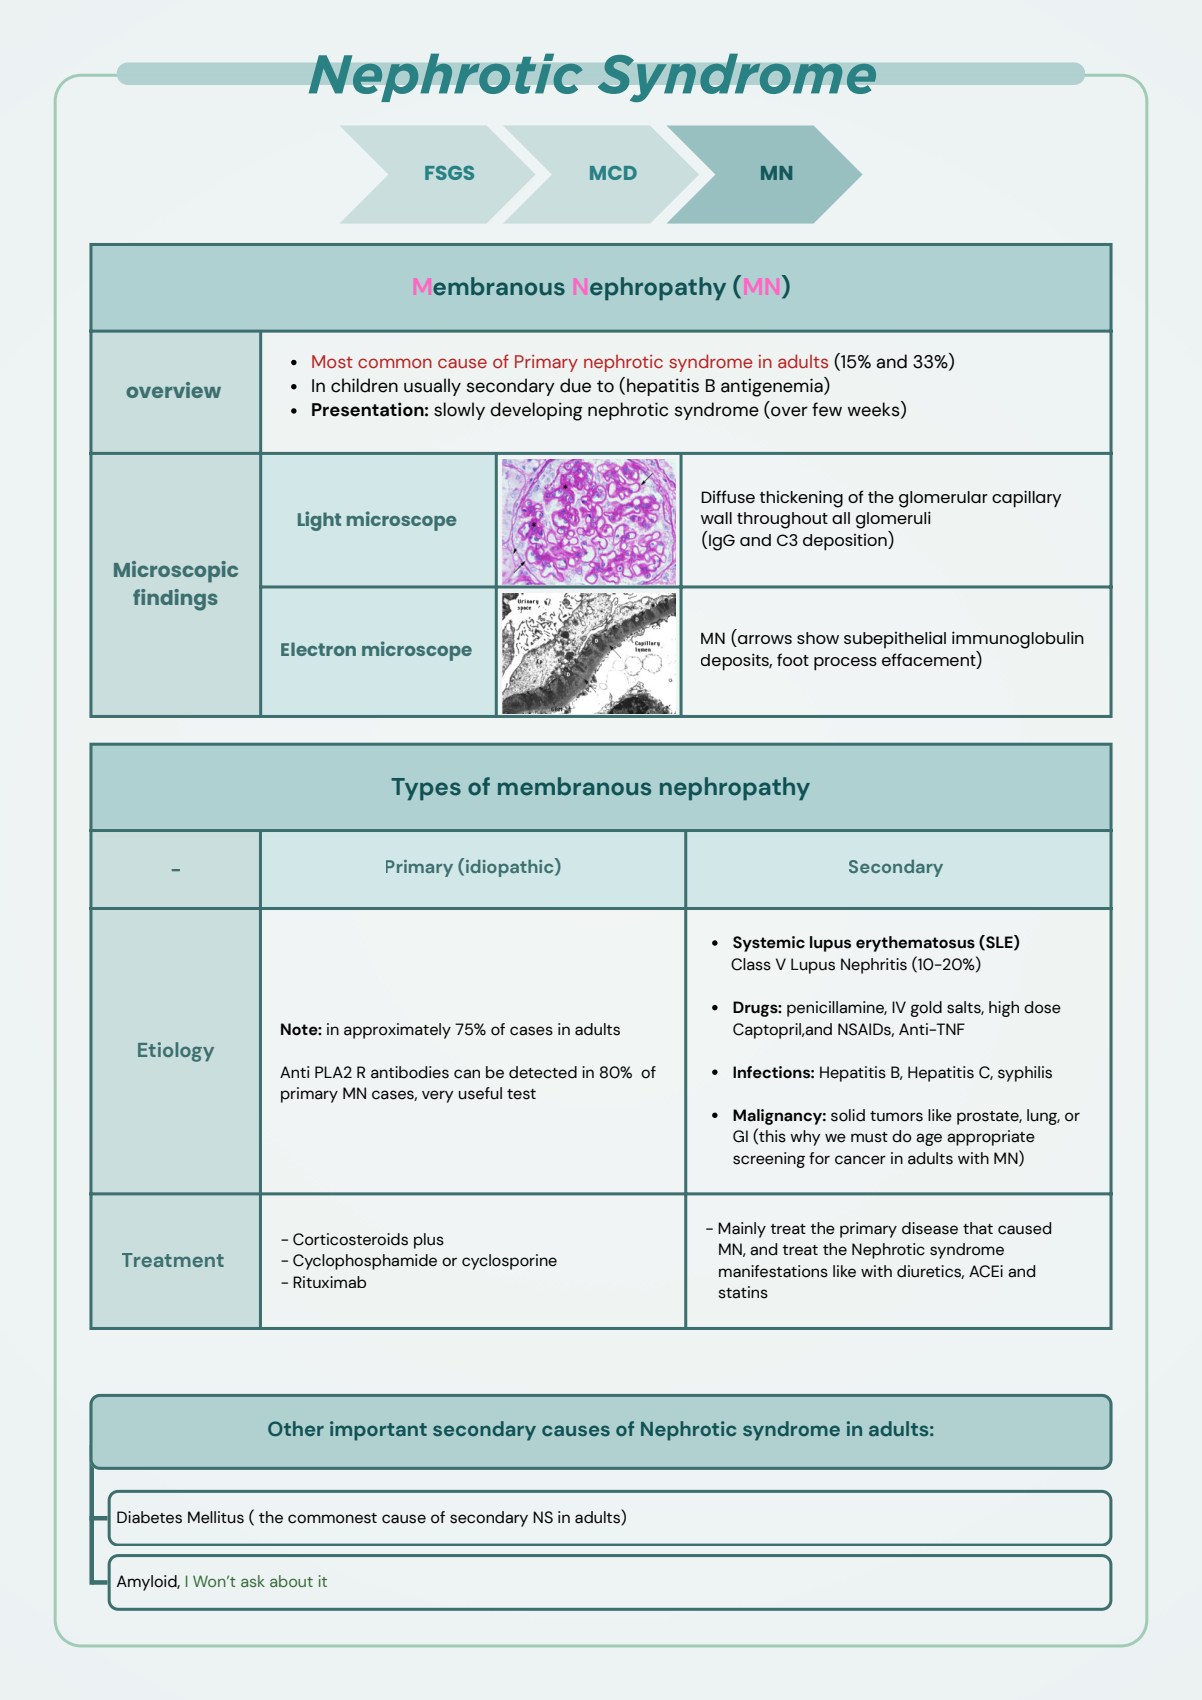 Nephrotic Syndrome
FSGS
MCD
MN
Membranous Nephropathy (MN)
overview
• Most common cause of Primary nephrotic syndrome in adults (15% and 33%)
• In children usually secondary due to (hepatitis B antigenemia)
• Presentation: slowly developing nephrotic syndrome (over few weeks)
Microscopic
findings
Light microscope
Diffuse thickening of the glomerular capillary
wall throughout all glomeruli
(IgG and C3 deposition)
Electron microscope
Urinary
space
Capillary
lumen
MN (arrows show subepithelial immunoglobulin
deposits, foot process effacement)
Types of membranous nephropathy
-
Primary (idiopathic)
Secondary
Etiology
Note: in approximately 75% of cases in adults
Anti PLA2 R antibodies can be detected in 80% of
primary MN cases, very useful test
• Systemic lupus erythematosus (SLE)
Class V Lupus Nephritis (10-20%)
• Drugs: penicillamine, IV gold salts, high dose
Captopril,and NSAIDs, Anti-TNF
• Infections: Hepatitis B, Hepatitis C, syphilis
• Malignancy: solid tumors like prostate, lung, or
GI (this why we must do age appropriate
screening for cancer in adults with MN)
Treatment
- Corticosteroids plus
- Cyclophosphamide or cyclosporine
- Rituximab
- Mainly treat the primary disease that caused
MN, and treat the Nephrotic syndrome
manifestations like with diuretics, ACEi and
statins
Other important secondary causes of Nephrotic syndrome in adults:
Diabetes Mellitus ( the commonest cause of secondary NS in adults)
Amyloid, I Won't ask about it